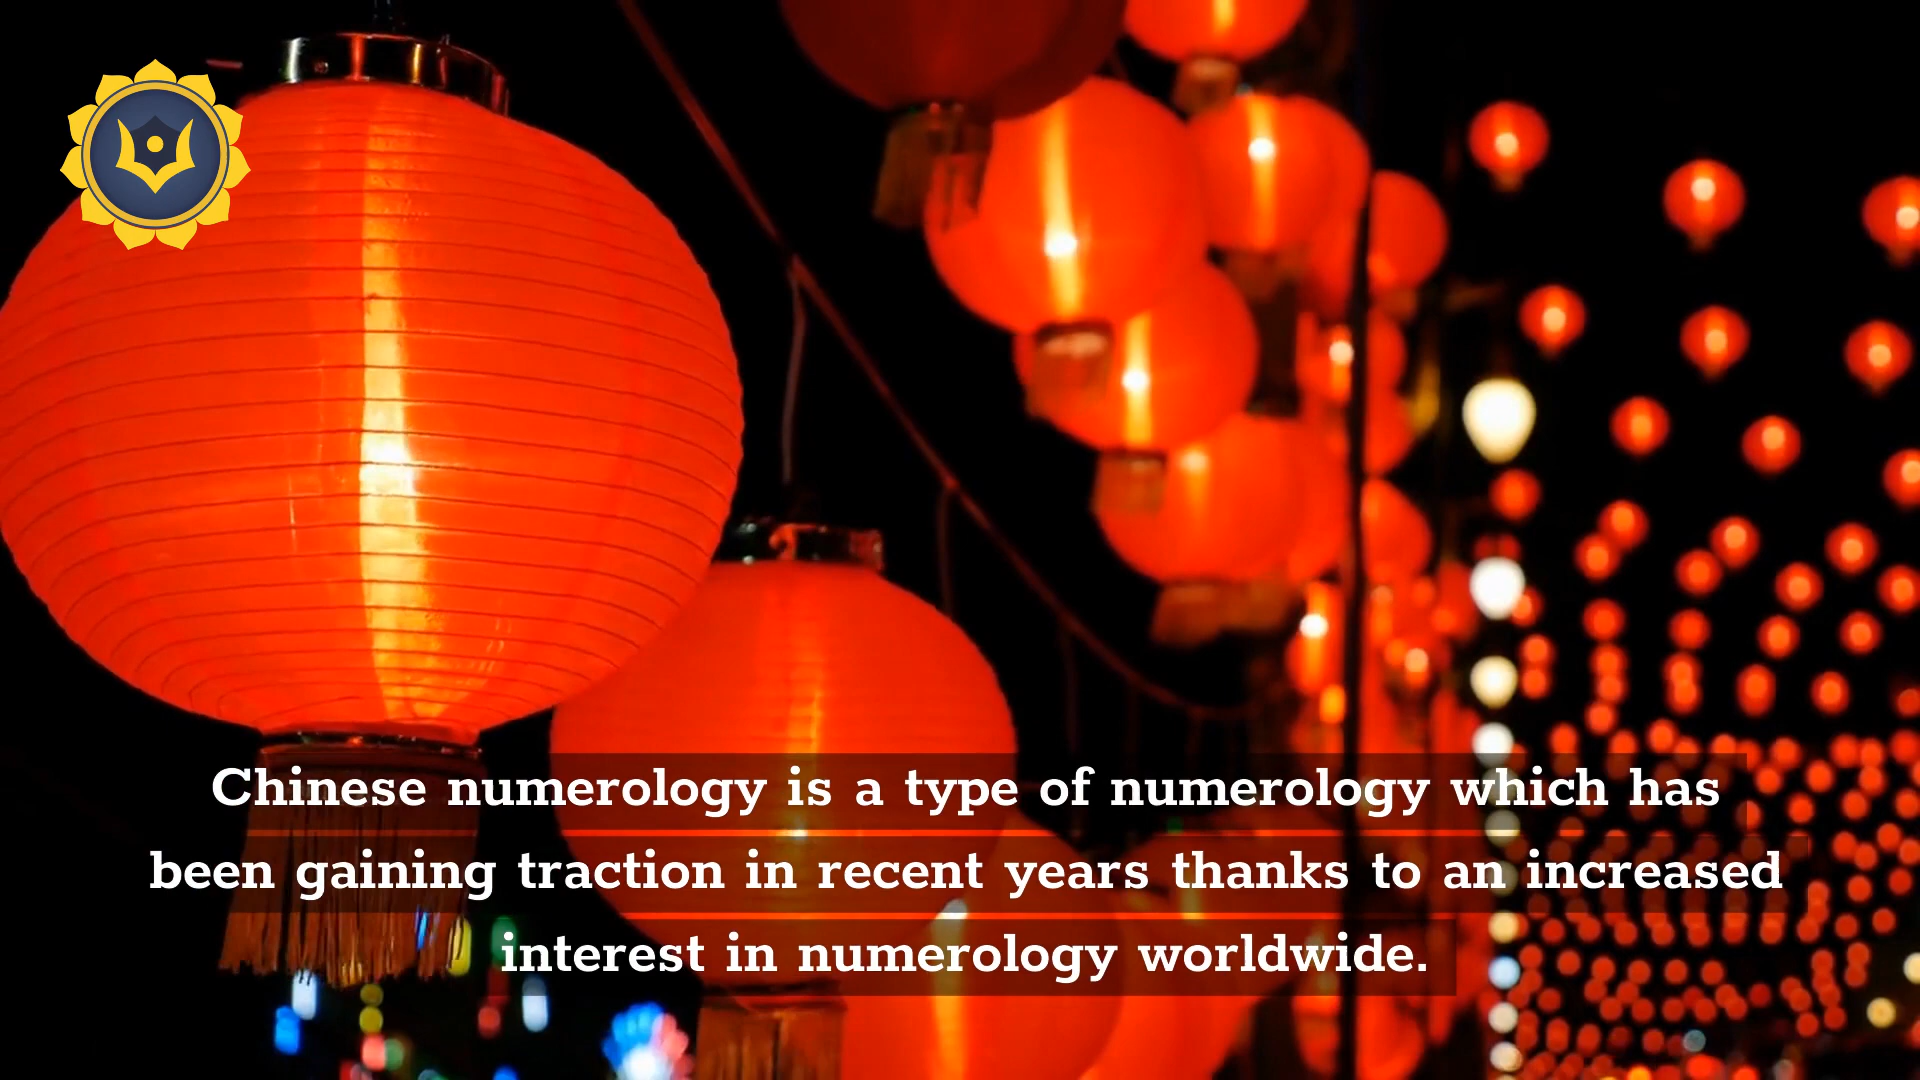 Chinese numerology is a type of numerology which has
been gaining traction in recent years thanks to an increased
interest in numerology worldwide.